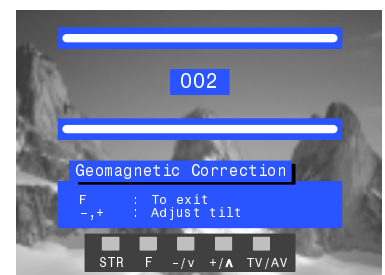 002
Geomagnetic Correction
F : To exit
-,+ : Adjust tilt
STR F -/v +/∧ TV/AV